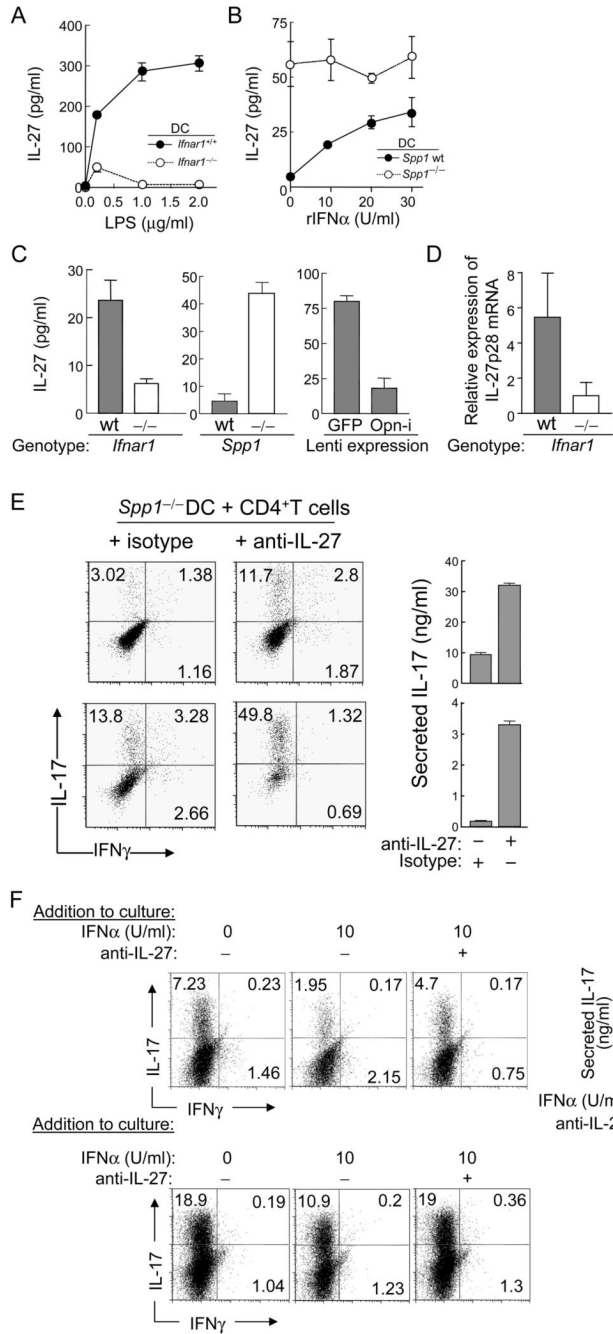 A
IL-27
(pg/ml)
400
300
200
100
0
0.0 0.5 1.0 1.5 2.0
LPS (μg/ml)
DC
Ifnar1+/+
Ifnar1−/−
B
IL-27
(pg/ml)
75
50
25
0
0 10 20 30
rIFNα (U/ml)
DC
Spp1 wt
Spp1−/−
C
IL-27 (pg/ml)
30
20
10
0
wt −/−
50
40
30
20
10
0
wt −/−
100
75
50
25
0
GFP Opn-i
Genotype: Ifnar1 Spp1 Lenti expression
D
Relative expression of
IL-27p28 mRNA
8
6
4
2
0
wt −/−
Genotype: Ifnar1
E
Spp1−/−DC + CD4+T cells
+ isotype + anti-IL-27
3.02 1.38 11.7 2.8
1.16 1.87
13.8 3.28 49.8 1.32
2.66 0.69
IL-17
IFNγ
Secreted IL-17 (ng/ml)
40
30
20
10
0
4
3
2
1
0
anti-IL-27: − +
Isotype: + −
F
Addition to culture:
IFNα (U/ml): 0 10 10
anti-IL-27: − − +
7.23 0.23 1.95 0.17 4.7 0.17
1.46 2.15 0.75
IL-17
IFNγ
Secreted IL-17
(ng/ml)
IFNα (U/m
anti-IL-2
Addition to culture:
IFNα (U/ml): 0 10 10
anti-IL-27: − − +
18.9 0.19 10.9 0.2 19 0.36
1.04 1.23 1.3
IL-17
IFNγ